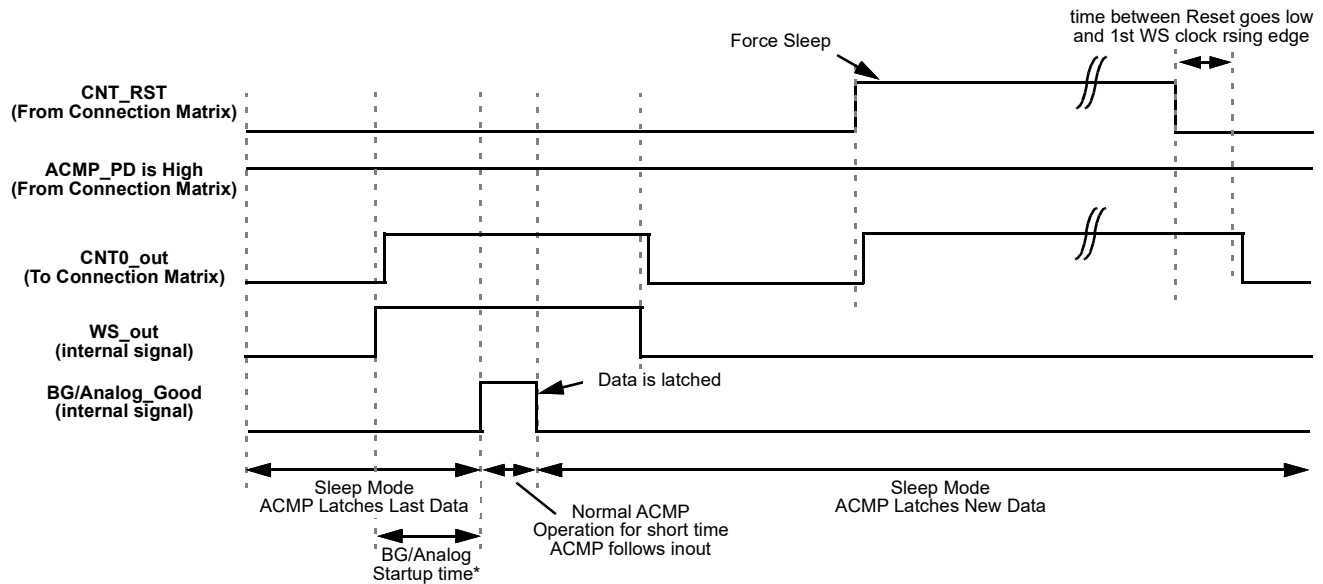 time between Reset goes low
and 1st WS clock rsing edge
Force Sleep
CNT_RST
(From Connection Matrix)
ACMP_PD is High
(From Connection Matrix)
CNT0_out
(To Connection Matrix)
WS_out
(internal signal)
BG/Analog_Good
(internal signal)
Data is latched
Sleep Mode
ACMP Latches Last Data
Sleep Mode
ACMP Latches New Data
Normal ACMP
Operation for short time
ACMP follows inout
BG/Analog
Startup time*